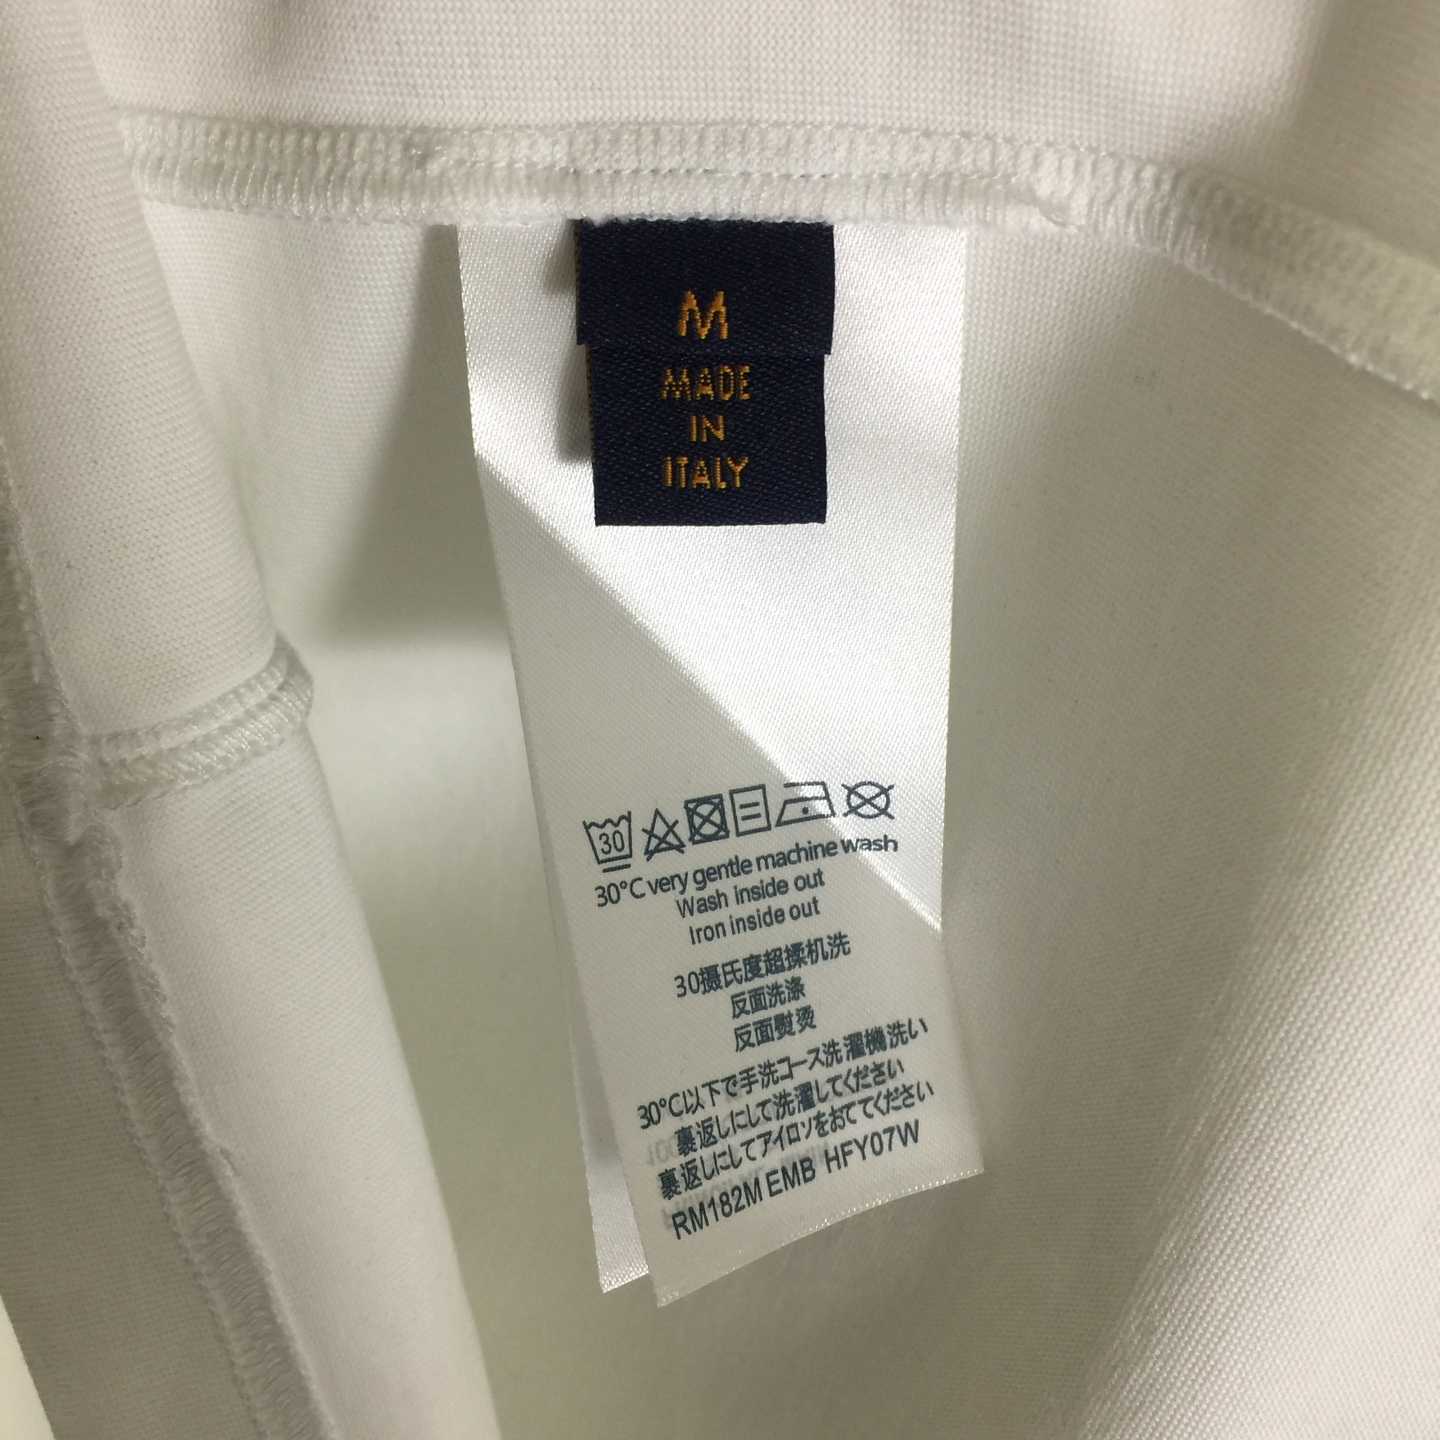 M
MADE
IN
ITALY
30
30°C very gentle machine wash
Wash inside out
Iron inside out
30摄氏度超揉机洗
反面洗涤
反面熨烫
30℃以下で手洗コース洗濯機洗い
裏返しにして洗濯してください
裏返しにしてアイロソをおててください
RM182M EMB HFY07W